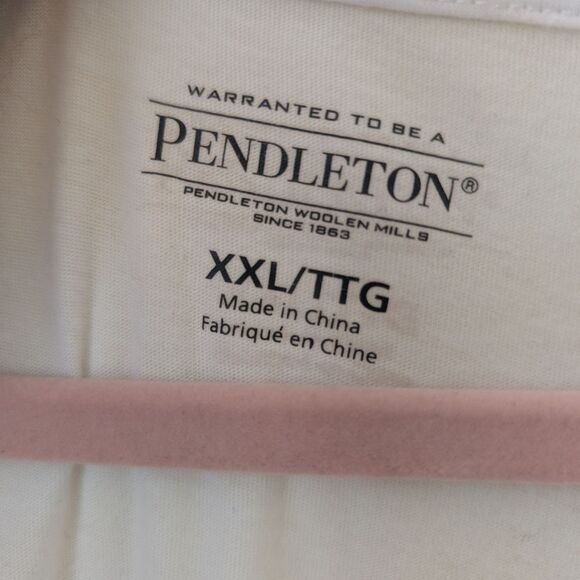 WARRANTED TO BE A
PENDLETON®
PENDLETON WOOLEN MILLS
SINCE 1863
XXL/TTG
Made in China
Fabriqué en Chine